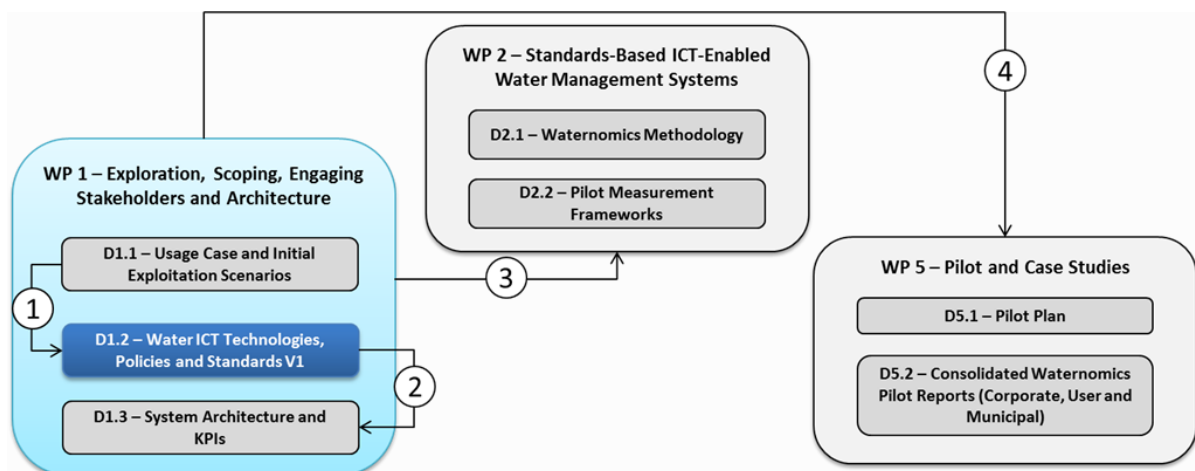 WP 2 – Standards-Based ICT-Enabled
Water Management Systems
D2.1 – Waternomics Methodology
D2.2 – Pilot Measurement
Frameworks
4
WP 1 – Exploration, Scoping, Engaging
Stakeholders and Architecture
D1.1 – Usage Case and Initial
Exploitation Scenarios
1
D1.2 – Water ICT Technologies,
Policies and Standards V1
2
D1.3 – System Architecture and
KPIs
3
WP 5 – Pilot and Case Studies
D5.1 – Pilot Plan
D5.2 – Consolidated Waternomics
Pilot Reports (Corporate, User and
Municipal)